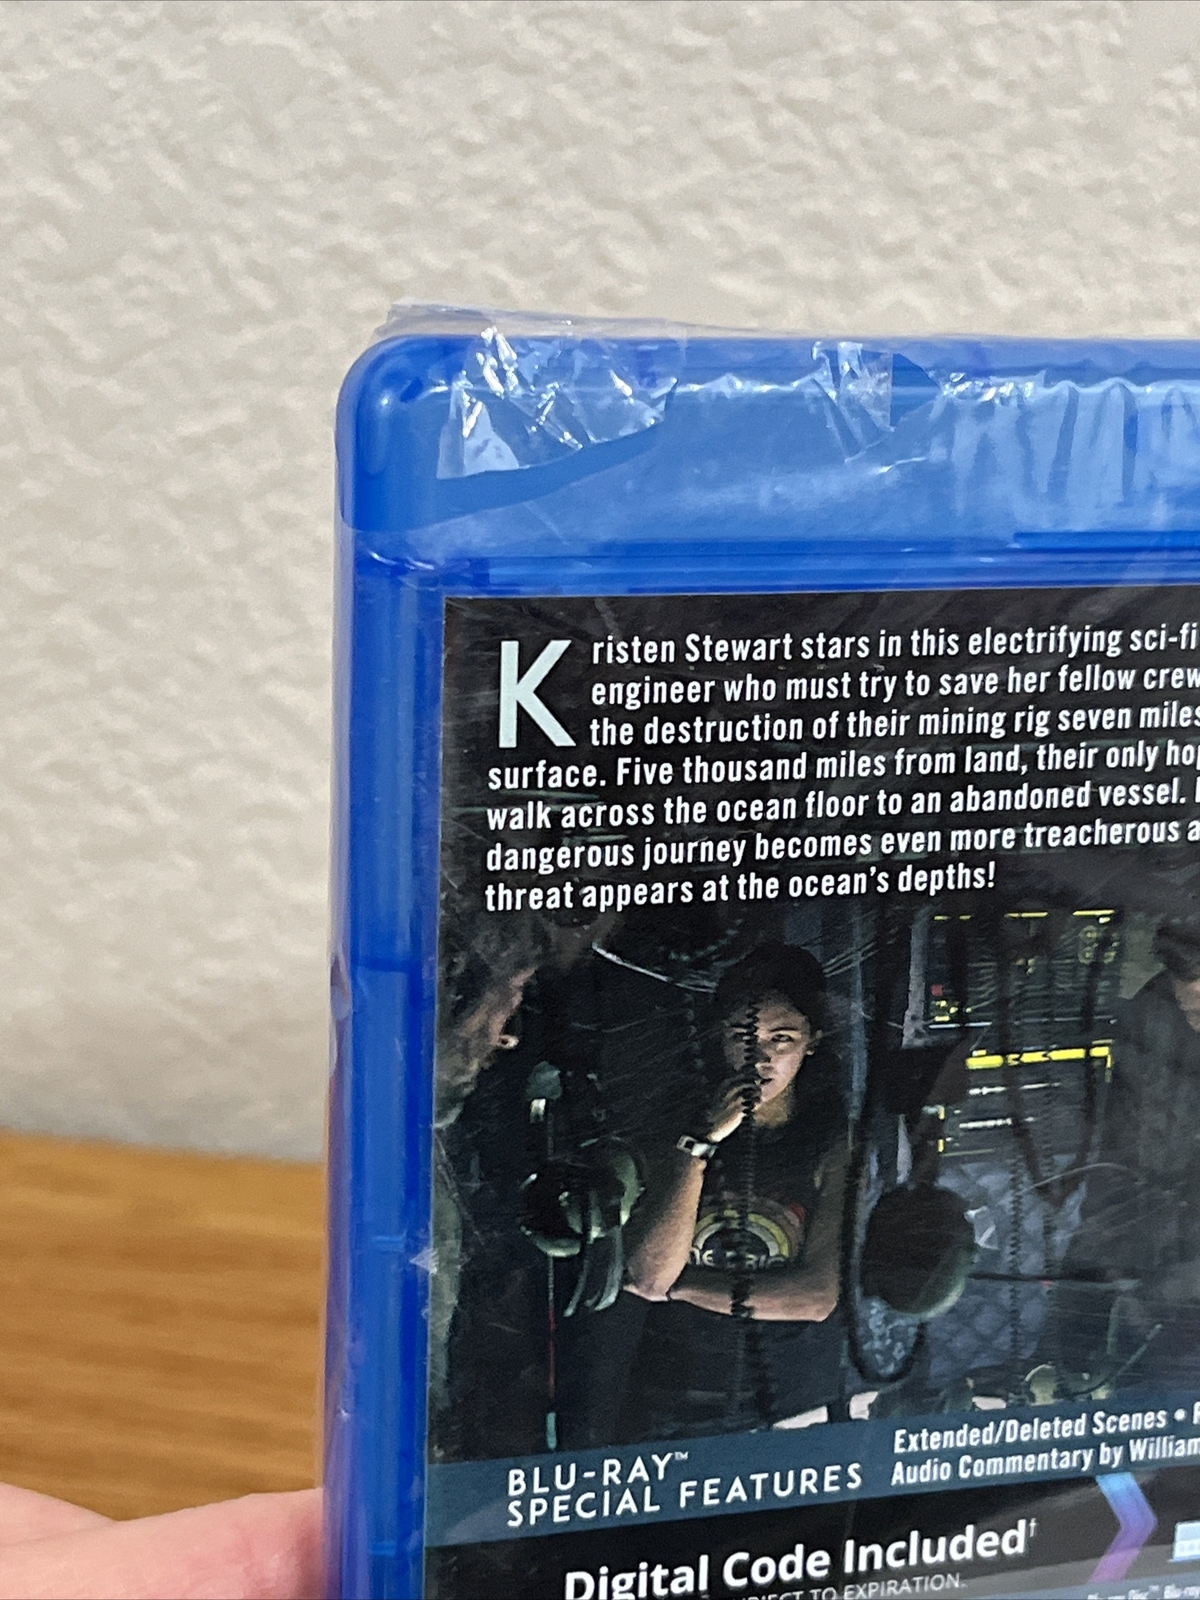 Kristen Stewart stars in this electrifying sci-fi
engineer who must try to save her fellow crew
the destruction of their mining rig seven miles
surface. Five thousand miles from land, their only
walk across the ocean floor to an abandoned vessel.
dangerous journey becomes even more treacherous
threat appears at the ocean's depths!
BLU-RAY™
SPECIAL FEATURES
Extended/Deleted Scenes •
Audio Commentary by William
Digital Code Included†
TO EXPIRATION.